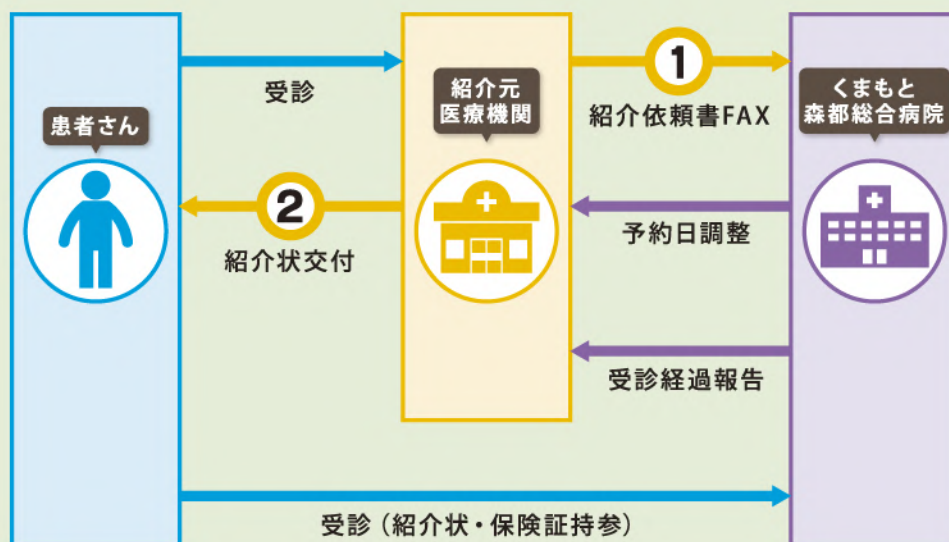 患者さん
受診
紹介元
医療機関
1
紹介依頼書FAX
くまもと
森都総合病院
2
紹介状交付
予約日調整
受診経過報告
受診（紹介状・保険証持参）